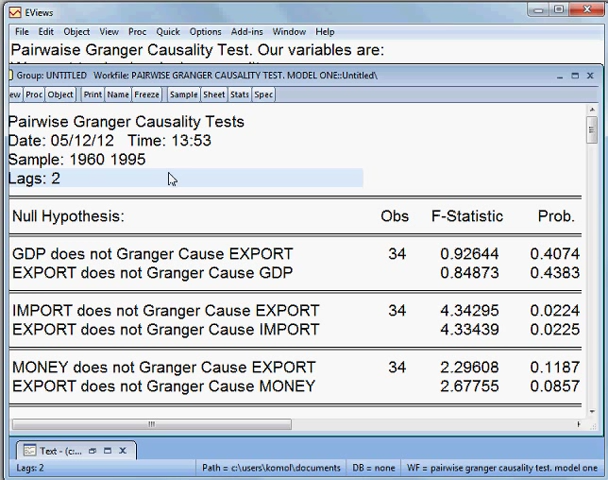 EViews
File Edit Object View Proc Quick Options Add-ins Window Help
Pairwaise Granger Causality Test. Our variables are:
Group: UNTITLED Workfile: PAIRWISE GRANGER CAUSALITY TEST. MODEL ONE::Untitled\
ew Proc Object Print Name Freeze Sample Sheet Stats Spec
Pairwise Granger Causality Tests
Date: 05/12/12 Time: 13:53
Sample: 1960 1995
Lags: 2
Null Hypothesis: Obs F-Statistic Prob.
GDP does not Granger Cause EXPORT 34 0.92644 0.4074
EXPORT does not Granger Cause GDP 0.84873 0.4383
IMPORT does not Granger Cause EXPORT 34 4.34295 0.0224
EXPORT does not Granger Cause IMPORT 4.33439 0.0225
MONEY does not Granger Cause EXPORT 34 2.29608 0.1187
EXPORT does not Granger Cause MONEY 2.67755 0.0857
Text - (c:...
Lags: 2 Path = c:\users\komol\documents DB = none WF = pairwise granger causality test. model one